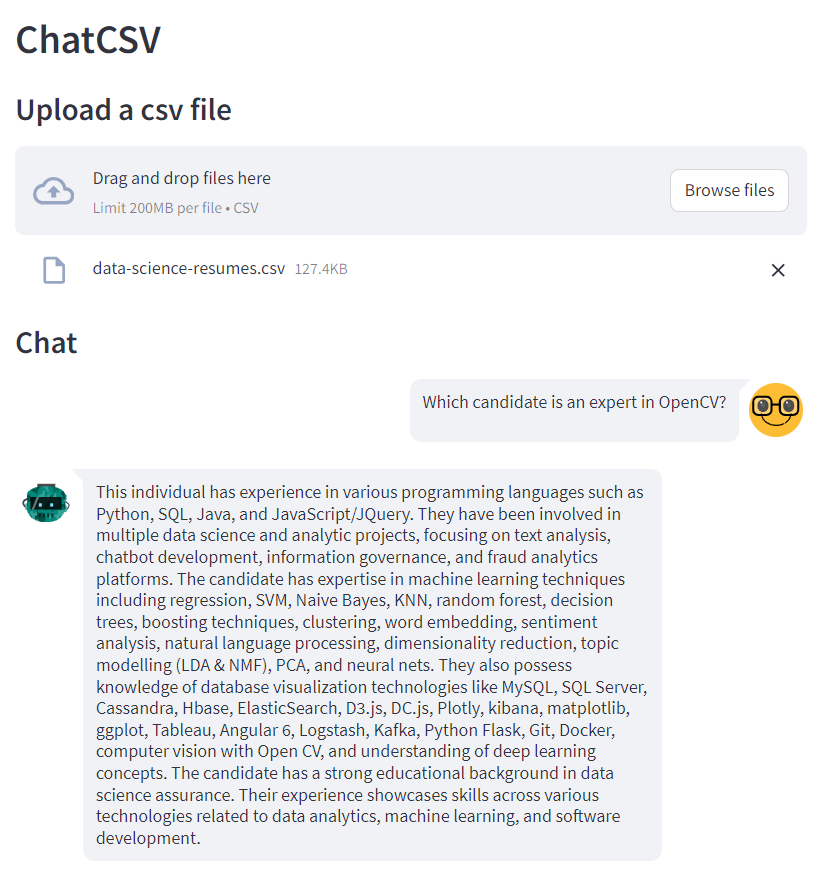 ChatCSV
Upload a csv file
Drag and drop files here
Limit 200MB per file • CSV
Browse files
data-science-resumes.csv 127.4KB
Chat
Which candidate is an expert in OpenCV?
This individual has experience in various programming languages such as
Python, SQL, Java, and JavaScript/JQuery. They have been involved in
multiple data science and analytic projects, focusing on text analysis,
chatbot development, information governance, and fraud analytics
platforms. The candidate has expertise in machine learning techniques
including regression, SVM, Naive Bayes, KNN, random forest, decision
trees, boosting techniques, clustering, word embedding, sentiment
analysis, natural language processing, dimensionality reduction, topic
modelling (LDA & NMF), PCA, and neural nets. They also possess
knowledge of database visualization technologies like MySQL, SQL Server,
Cassandra, Hbase, ElasticSearch, D3.js, DC.js, Plotly, kibana, matplotlib,
ggplot, Tableau, Angular 6, Logstash, Kafka, Python Flask, Git, Docker,
computer vision with Open CV, and understanding of deep learning
concepts. The candidate has a strong educational background in data
science assurance. Their experience showcases skills across various
technologies related to data analytics, machine learning, and software
development.